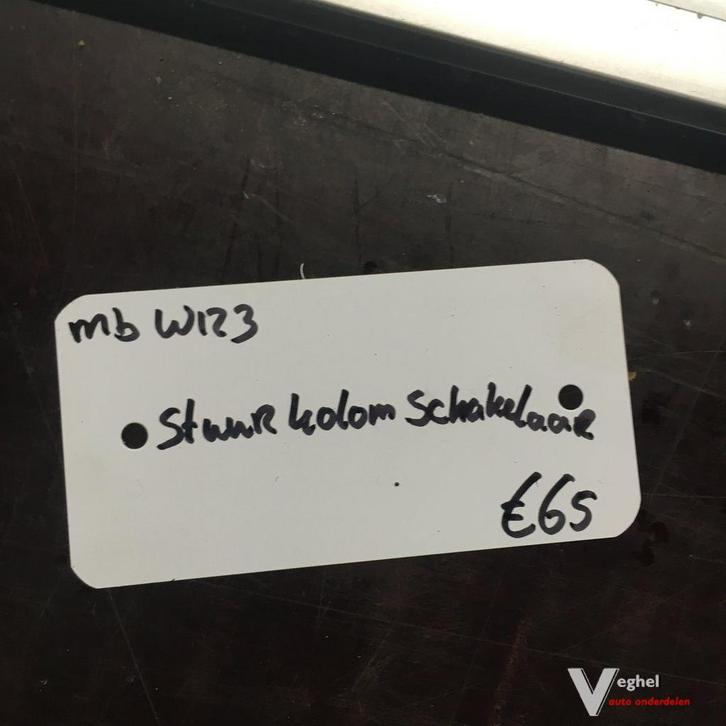 mb W123
Stuur kolom schakelaar
€65
Veghel
auto onderdelen